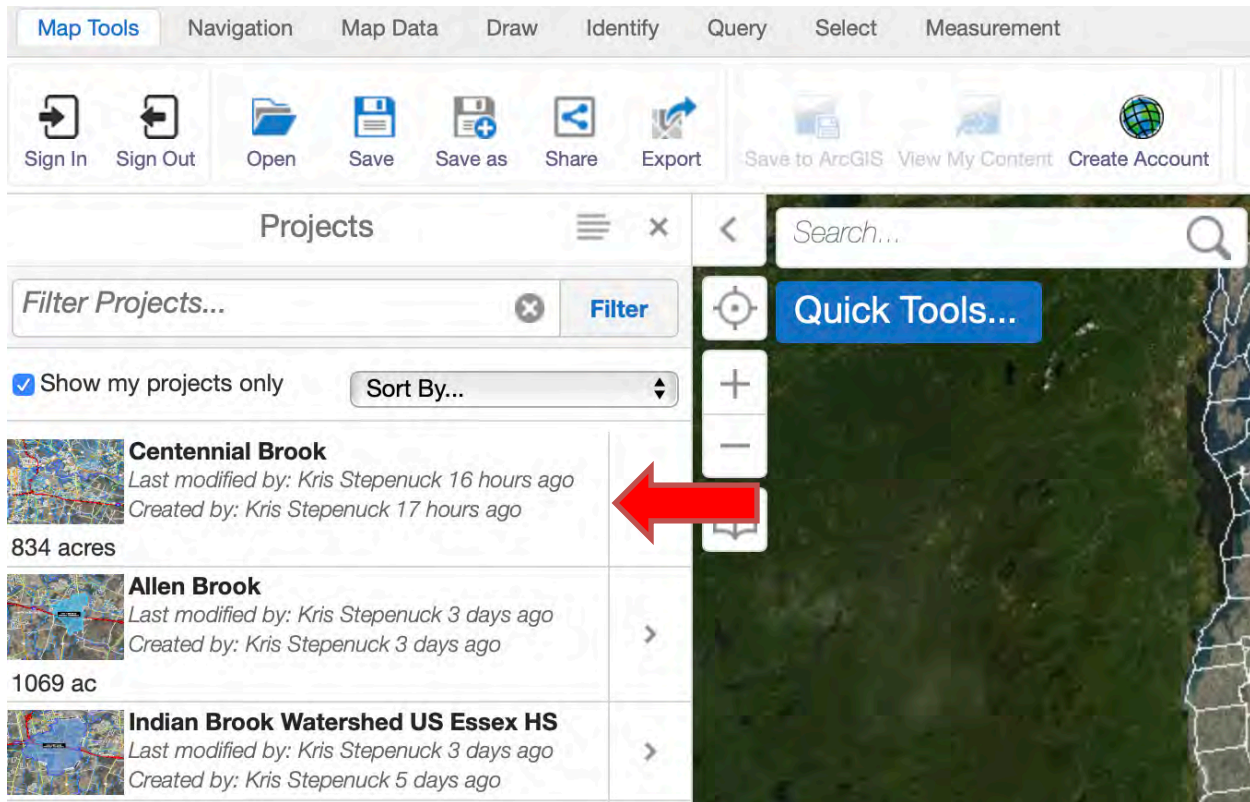 Map Tools Navigation Map Data Draw Identify Query Select Measurement
Sign In Sign Out Open Save Save as Share Export Save to ArcGIS View My Content Create Account
Projects
Search...
Filter Projects... Filter
Quick Tools...
Show my projects only Sort By...
Centennial Brook
Last modified by: Kris Stepenuck 16 hours ago
Created by: Kris Stepenuck 17 hours ago
834 acres
Allen Brook
Last modified by: Kris Stepenuck 3 days ago
Created by: Kris Stepenuck 3 days ago
1069 ac
Indian Brook Watershed US Essex HS
Last modified by: Kris Stepenuck 3 days ago
Created by: Kris Stepenuck 5 days ago